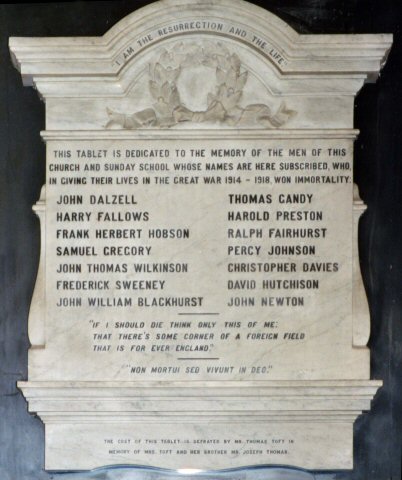 "I AM THE RESURRECTION AND THE LIFE"
THIS TABLET IS DEDICATED TO THE MEMORY OF THE MEN OF THIS
CHURCH AND SUNDAY SCHOOL WHOSE NAMES ARE HERE SUBSCRIBED, WHO,
IN GIVING THEIR LIVES IN THE GREAT WAR 1914 - 1918, WON IMMORTALITY.
JOHN DALZELL
HARRY FALLOWS
FRANK HERBERT HOBSON
SAMUEL GREGORY
JOHN THOMAS WILKINSON
FREDERICK SWEENEY
JOHN WILLIAM BLACKHURST
THOMAS GANDY
HAROLD PRESTON
RALPH FAIRHURST
PERCY JOHNSON
CHRISTOPHER DAVIES
DAVID HUTCHISON
JOHN NEWTON
"IF I SHOULD DIE THINK ONLY THIS OF ME:
THAT THERE'S SOME CORNER OF A FOREIGN FIELD
THAT IS FOR EVER ENGLAND."
"NON MORTUI SED VIVUNT IN DEO."
THE COST OF THIS TABLET IS DEFRAYED BY MR. THOMAS TOFT IN
MEMORY OF MRS. TOFT AND HER BROTHER MR. JOSEPH THOMAS.